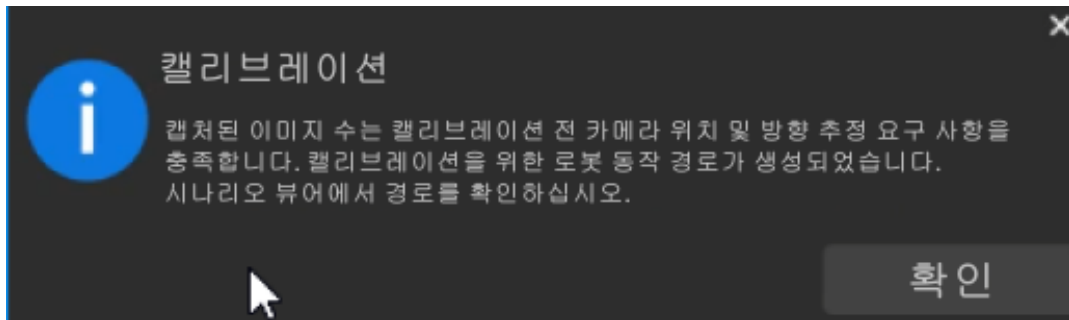 캘리브레이션
캡처된 이미지 수는 캘리브레이션 전 카메라 위치 및 방향 추정 요구 사항을
충족합니다. 캘리브레이션을 위한 로봇 동작 경로가 생성되었습니다.
시나리오 뷰어에서 경로를 확인하십시오.
확인